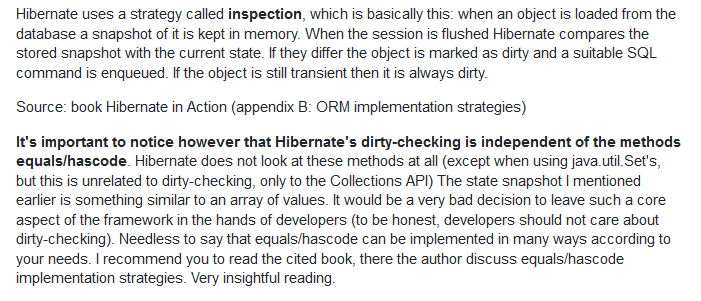 Hibernate uses a strategy called inspection, which is basically this: when an object is loaded from the
database a snapshot of it is kept in memory. When the session is flushed Hibernate compares the
stored snapshot with the current state. If they differ the object is marked as dirty and a suitable SQL
command is enqueued. If the object is still transient then it is always dirty.
Source: book Hibernate in Action (appendix B: ORM implementation strategies)
It's important to notice however that Hibernate's dirty-checking is independent of the methods
equals/hascode. Hibernate does not look at these methods at all (except when using java.util.Set's,
but this is unrelated to dirty-checking, only to the Collections API) The state snapshot I mentioned
earlier is something similar to an array of values. It would be a very bad decision to leave such a core
aspect of the framework in the hands of developers (to be honest, developers should not care about
dirty-checking). Needless to say that equals/hascode can be implemented in many ways according to
your needs. I recommend you to read the cited book, there the author discuss equals/hascode
implementation strategies. Very insightful reading.